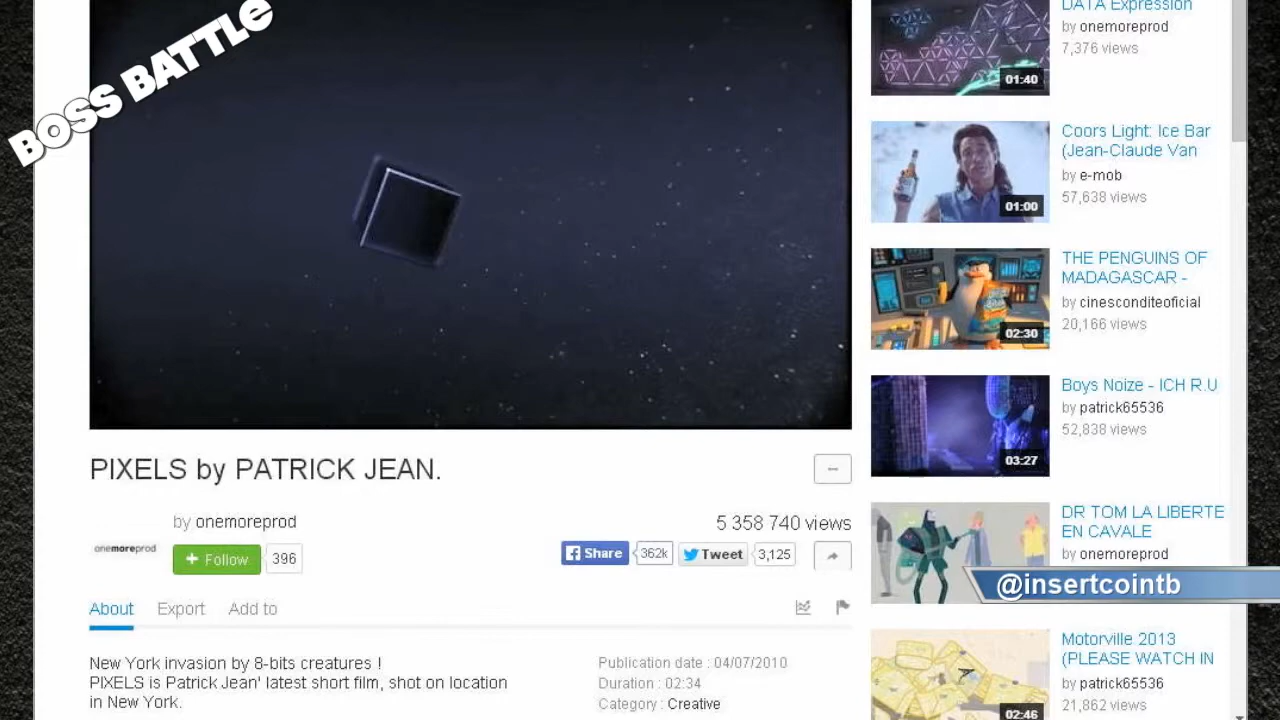 BOSS BATTLE
PIXELS by PATRICK JEAN.
by onemoreprod
5 358 740 views
onemoreprod
+ Follow
396
Share
362k
Tweet
3,125
About
Export
Add to
New York invasion by 8-bits creatures !
PIXELS is Patrick Jean' latest short film, shot on location
in New York.
Publication date : 04/07/2010
Duration : 02:34
Category : Creative
DATA Expression
by onemoreprod
7,376 views
01:40
Coors Light: Ice Bar
(Jean-Claude Van
by e-mob
57,638 views
01:00
THE PENGUINS OF
MADAGASCAR -
by cinesconditeoficial
20,166 views
02:30
Boys Noize - ICH R.U
by patrick65536
52,838 views
03:27
DR TOM LA LIBERTE
EN CAVALE
by onemoreprod
@insertcointb
Motorville 2013
(PLEASE WATCH IN
by patrick65536
21,862 views
02:46